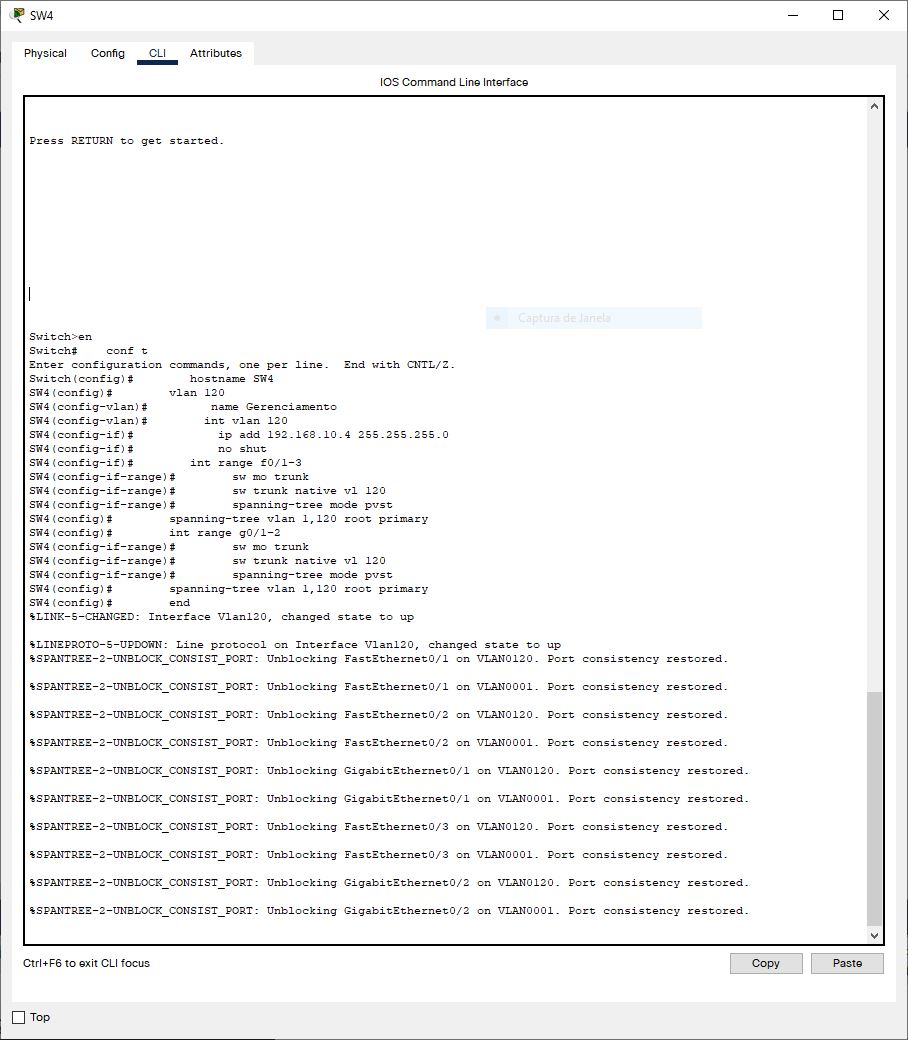 SW4
Physical Config CLI Attributes
IOS Command Line Interface
Press RETURN to get started.
Captura de Janela
Switch>en
Switch#    conf t
Enter configuration commands, one per line.  End with CNTL/Z.
Switch(config)#        hostname SW4
SW4(config)#        vlan 120
SW4(config-vlan)#         name Gerenciamento
SW4(config-vlan)#        int vlan 120
SW4(config-if)#            ip add 192.168.10.4 255.255.255.0
SW4(config-if)#            no shut
SW4(config-if)#        int range f0/1-3
SW4(config-if-range)#        sw mo trunk
SW4(config-if-range)#        sw trunk native vl 120
SW4(config-if-range)#        spanning-tree mode pvst
SW4(config)#        spanning-tree vlan 1,120 root primary
SW4(config)#        int range g0/1-2
SW4(config-if-range)#        sw mo trunk
SW4(config-if-range)#        sw trunk native vl 120
SW4(config-if-range)#        spanning-tree mode pvst
SW4(config)#        spanning-tree vlan 1,120 root primary
SW4(config)#        end
%LINK-5-CHANGED: Interface Vlan120, changed state to up
%LINEPROTO-5-UPDOWN: Line protocol on Interface Vlan120, changed state to up
%SPANTREE-2-UNBLOCK_CONSIST_PORT: Unblocking FastEthernet0/1 on VLAN0120. Port consistency restored.
%SPANTREE-2-UNBLOCK_CONSIST_PORT: Unblocking FastEthernet0/1 on VLAN0001. Port consistency restored.
%SPANTREE-2-UNBLOCK_CONSIST_PORT: Unblocking FastEthernet0/2 on VLAN0120. Port consistency restored.
%SPANTREE-2-UNBLOCK_CONSIST_PORT: Unblocking FastEthernet0/2 on VLAN0001. Port consistency restored.
%SPANTREE-2-UNBLOCK_CONSIST_PORT: Unblocking GigabitEthernet0/1 on VLAN0120. Port consistency restored.
%SPANTREE-2-UNBLOCK_CONSIST_PORT: Unblocking GigabitEthernet0/1 on VLAN0001. Port consistency restored.
%SPANTREE-2-UNBLOCK_CONSIST_PORT: Unblocking FastEthernet0/3 on VLAN0120. Port consistency restored.
%SPANTREE-2-UNBLOCK_CONSIST_PORT: Unblocking FastEthernet0/3 on VLAN0001. Port consistency restored.
%SPANTREE-2-UNBLOCK_CONSIST_PORT: Unblocking GigabitEthernet0/2 on VLAN0120. Port consistency restored.
%SPANTREE-2-UNBLOCK_CONSIST_PORT: Unblocking GigabitEthernet0/2 on VLAN0001. Port consistency restored.
Ctrl+F6 to exit CLI focus
Copy Paste
Top